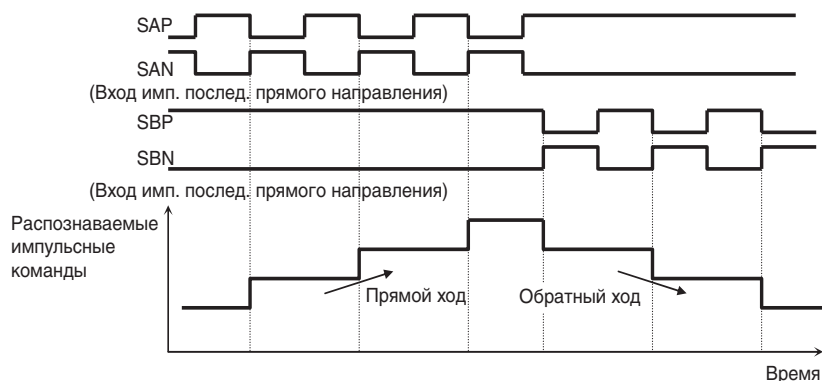 SAP
SAN
(Вход имп. послед. прямого направления)
SBP
SBN
(Вход имп. послед. прямого направления)
Распознаваемые
импульсные
команды
Прямой ход
Обратный ход
Время